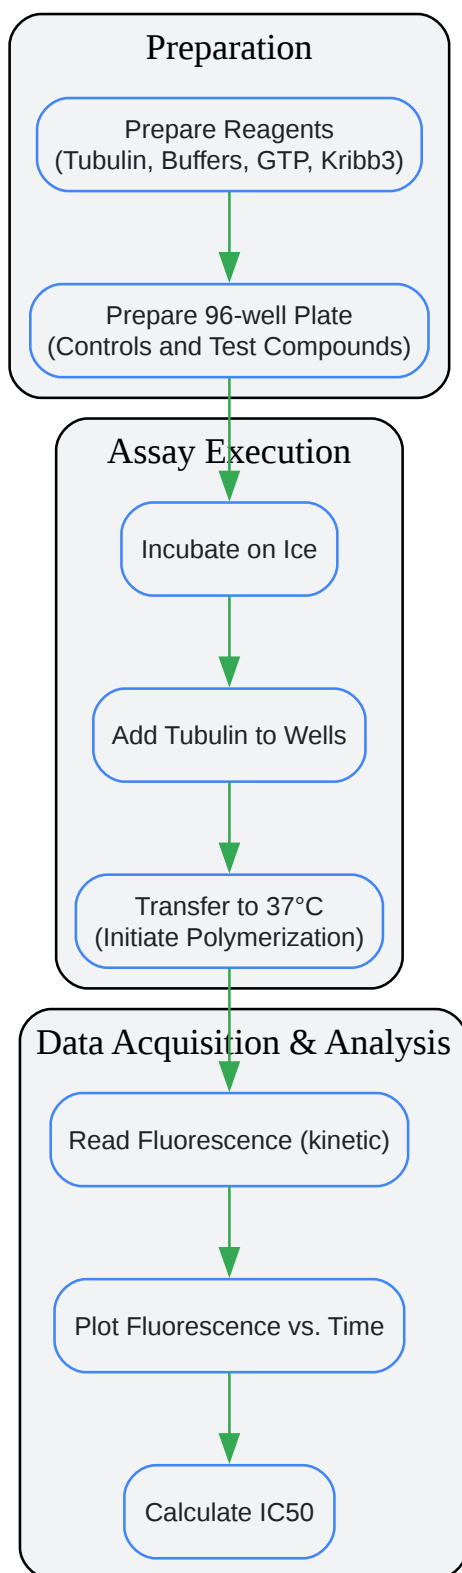 Preparation
Prepare Reagents
(Tubulin, Buffers, GTP, Kribb3)
Prepare 96-well Plate
(Controls and Test Compounds)
Assay Execution
Incubate on Ice
Add Tubulin to Wells
Transfer to 37°C
(Initiate Polymerization)
Data Acquisition & Analysis
Read Fluorescence (kinetic)
Plot Fluorescence vs. Time
Calculate IC50